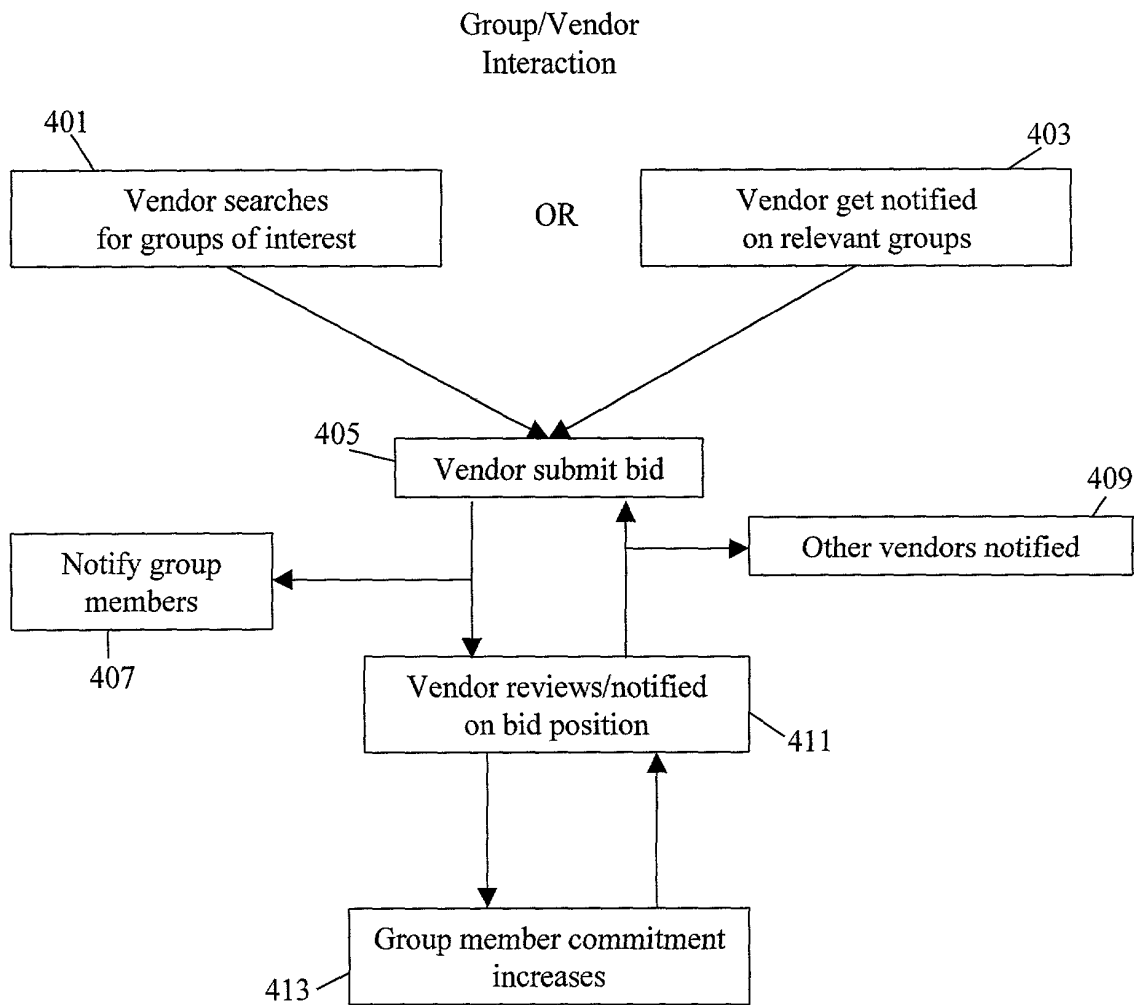 Group/Vendor
Interaction
401
403
Vendor searches
for groups of interest
OR
Vendor get notified
on relevant groups
405
Vendor submit bid
409
Other vendors notified
Notify group
members
407
Vendor reviews/notified
on bid position
411
Group member commitment
increases
413